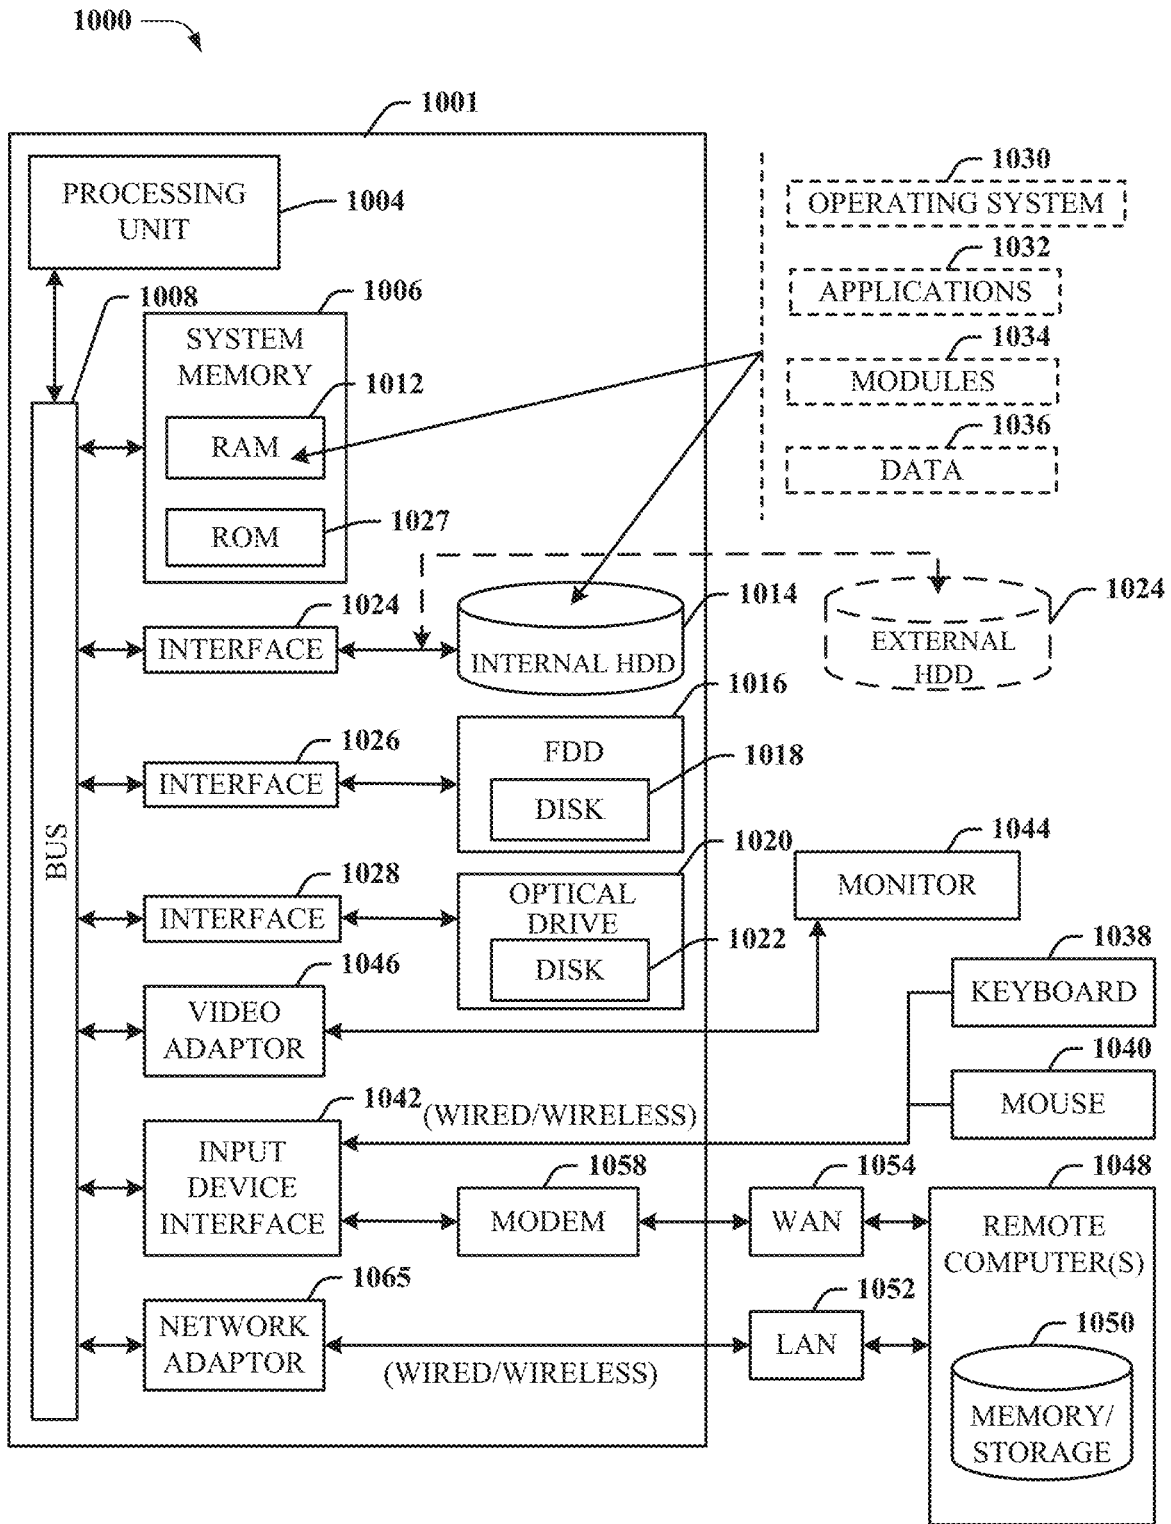 1000
1001
PROCESSING
UNIT
1004
1030
OPERATING SYSTEM
1032
APPLICATIONS
1034
MODULES
1036
DATA
1008
1006
SYSTEM
MEMORY
1012
RAM
1027
ROM
1024
INTERFACE
1014
INTERNAL HDD
1024
EXTERNAL
HDD
1026
INTERFACE
1016
FDD
1018
DISK
BUS
1028
INTERFACE
1020
OPTICAL
DRIVE
1022
DISK
1044
MONITOR
1046
VIDEO
ADAPTOR
1038
KEYBOARD
1040
MOUSE
1042
(WIRED/WIRELESS)
INPUT
DEVICE
INTERFACE
1058
MODEM
1054
WAN
1048
REMOTE
COMPUTER(S)
1065
NETWORK
ADAPTOR
(WIRED/WIRELESS)
1052
LAN
1050
MEMORY/
STORAGE